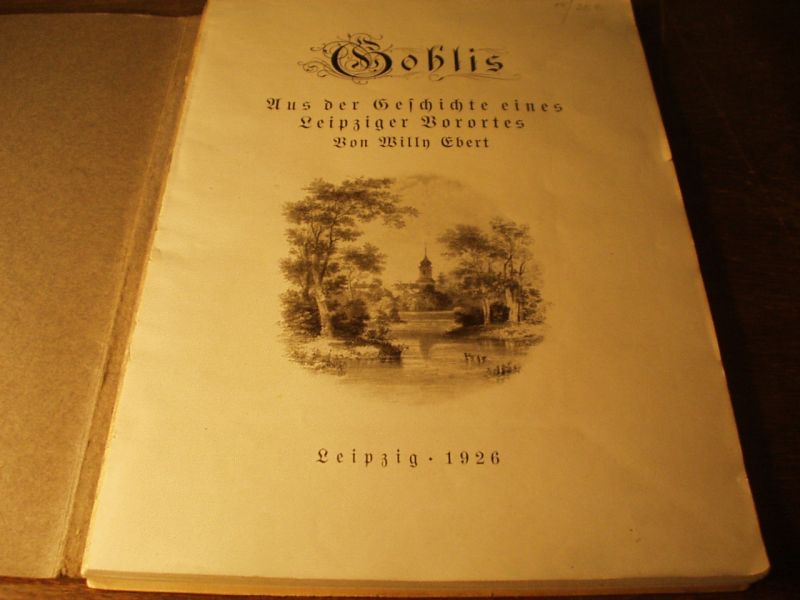 Gohlis
Aus der Geſchichte eines
Leipziger Vorortes
Von Willy Ebert
Leipzig · 1926